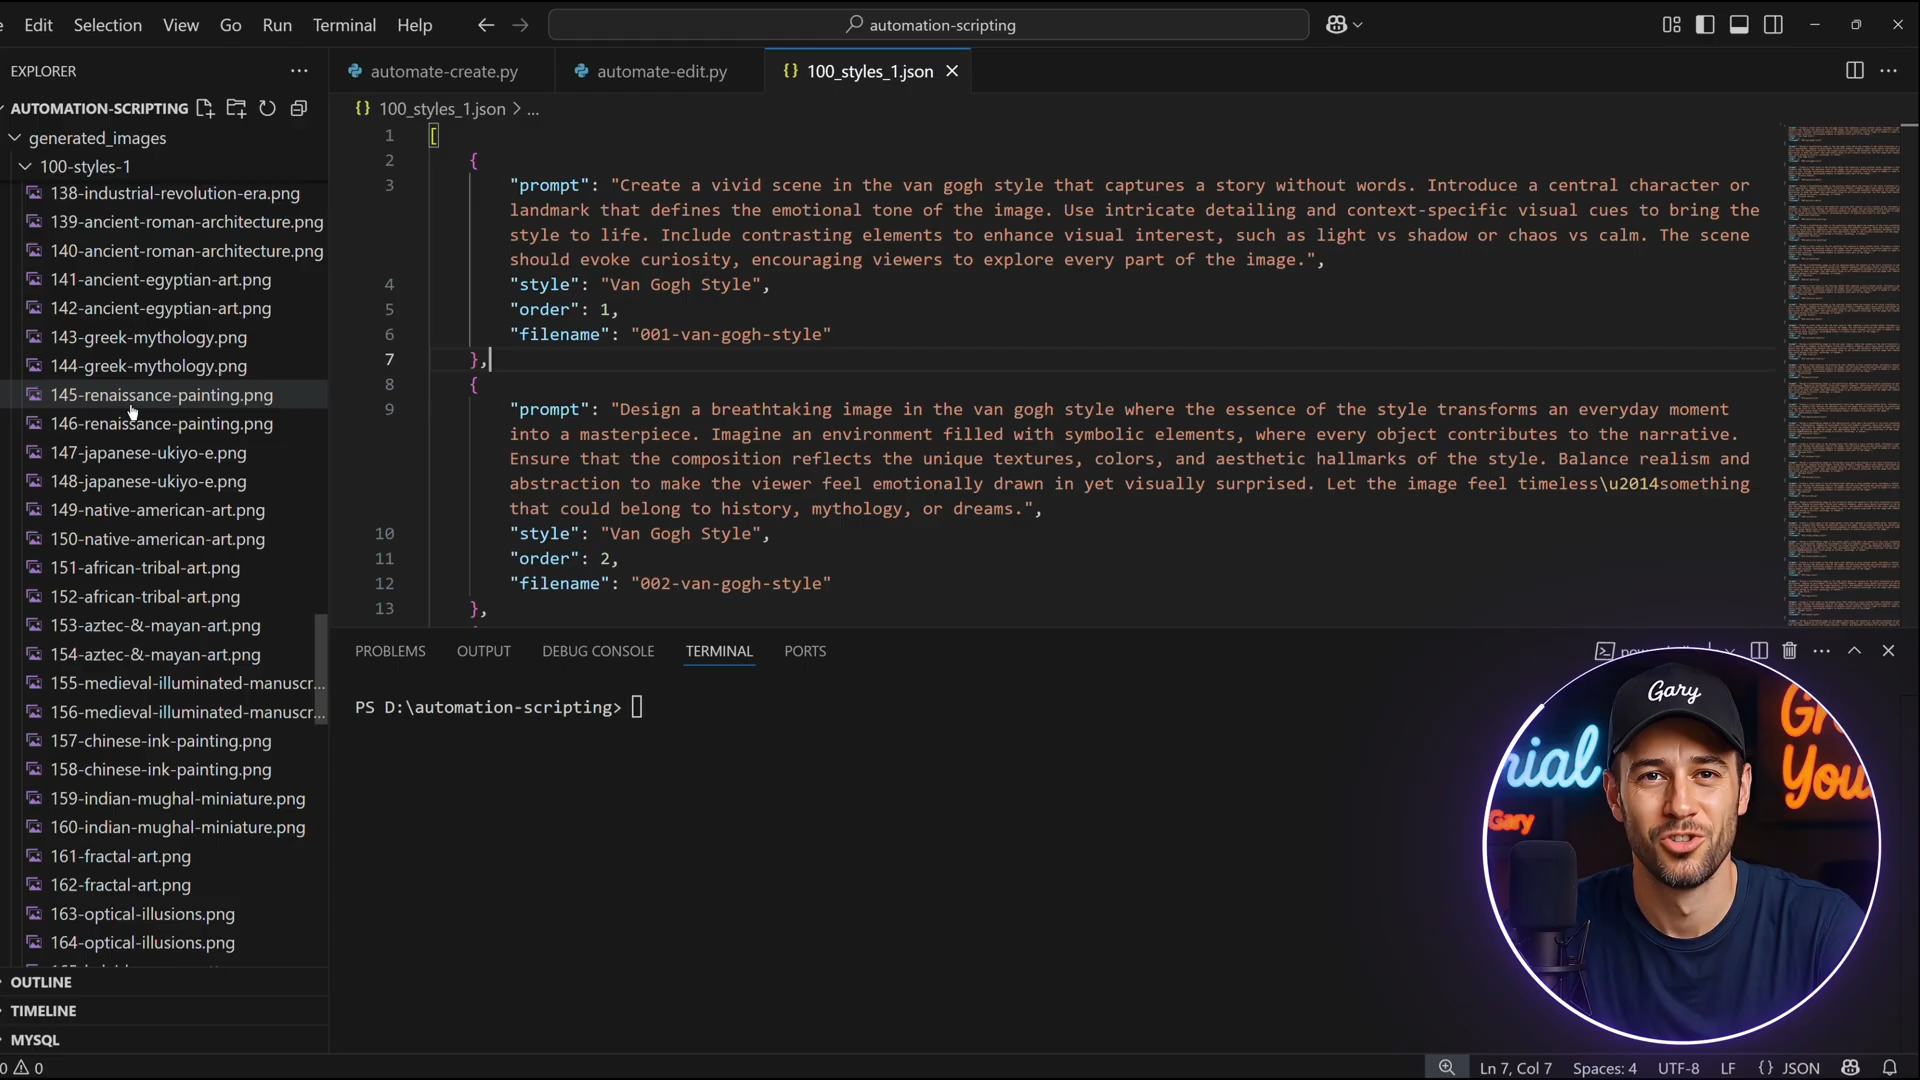 Edit Selection View Go Run Terminal Help
automation-scripting
EXPLORER
AUTOMATION-SCRIPTING
generated_images
100-styles-1
138-industrial-revolution-era.png
139-ancient-roman-architecture.png
140-ancient-roman-architecture.png
141-ancient-egyptian-art.png
142-ancient-egyptian-art.png
143-greek-mythology.png
144-greek-mythology.png
145-renaissance-painting.png
146-renaissance-painting.png
147-japanese-ukiyo-e.png
148-japanese-ukiyo-e.png
149-native-american-art.png
150-native-american-art.png
151-african-tribal-art.png
152-african-tribal-art.png
153-aztec-&-mayan-art.png
154-aztec-&-mayan-art.png
155-medieval-illuminated-manuscr...
156-medieval-illuminated-manuscr...
157-chinese-ink-painting.png
158-chinese-ink-painting.png
159-indian-mughal-miniature.png
160-indian-mughal-miniature.png
161-fractal-art.png
162-fractal-art.png
163-optical-illusions.png
164-optical-illusions.png
OUTLINE
TIMELINE
MYSQL
automate-create.py
automate-edit.py
{} 100_styles_1.json
{} 100_styles_1.json > ...
1 [
2 {
3 "prompt": "Create a vivid scene in the van gogh style that captures a story without words. Introduce a central character or
landmark that defines the emotional tone of the image. Use intricate detailing and context-specific visual cues to bring the
style to life. Include contrasting elements to enhance visual interest, such as light vs shadow or chaos vs calm. The scene
should evoke curiosity, encouraging viewers to explore every part of the image.",
4 "style": "Van Gogh Style",
5 "order": 1,
6 "filename": "001-van-gogh-style"
7 },
8 {
9 "prompt": "Design a breathtaking image in the van gogh style where the essence of the style transforms an everyday moment
into a masterpiece. Imagine an environment filled with symbolic elements, where every object contributes to the narrative.
Ensure that the composition reflects the unique textures, colors, and aesthetic hallmarks of the style. Balance realism and
abstraction to make the viewer feel emotionally drawn in yet visually surprised. Let the image feel timeless\u2014something
that could belong to history, mythology, or dreams.",
10 "style": "Van Gogh Style",
11 "order": 2,
12 "filename": "002-van-gogh-style"
13 },
PROBLEMS OUTPUT DEBUG CONSOLE TERMINAL PORTS
PS D:\automation-scripting>
Gary
rial
Gary
Gr
You
0 0
Ln 7, Col 7 Spaces: 4 UTF-8 LF {} JSON